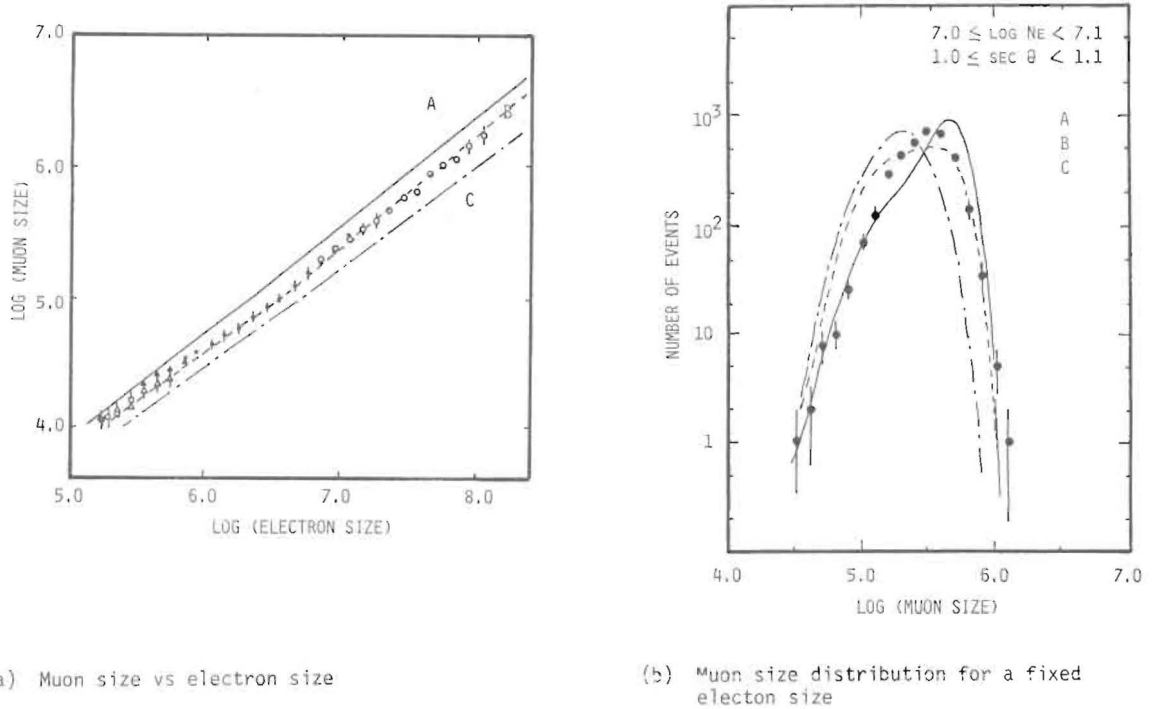 7.0
6.0
5.0
4.0
LOG (MUON SIZE)
A
B
C
5.0 6.0 7.0 8.0
LOG (ELECTRON SIZE)
a) Muon size vs electron size
7.0 ≤ LOG NE < 7.1
1.0 ≤ SEC θ < 1.1
A
B
C
10³
10²
10
1
NUMBER OF EVENTS
4.0 5.0 6.0 7.0
LOG (MUON SIZE)
(b) Muon size distribution for a fixed
electon size